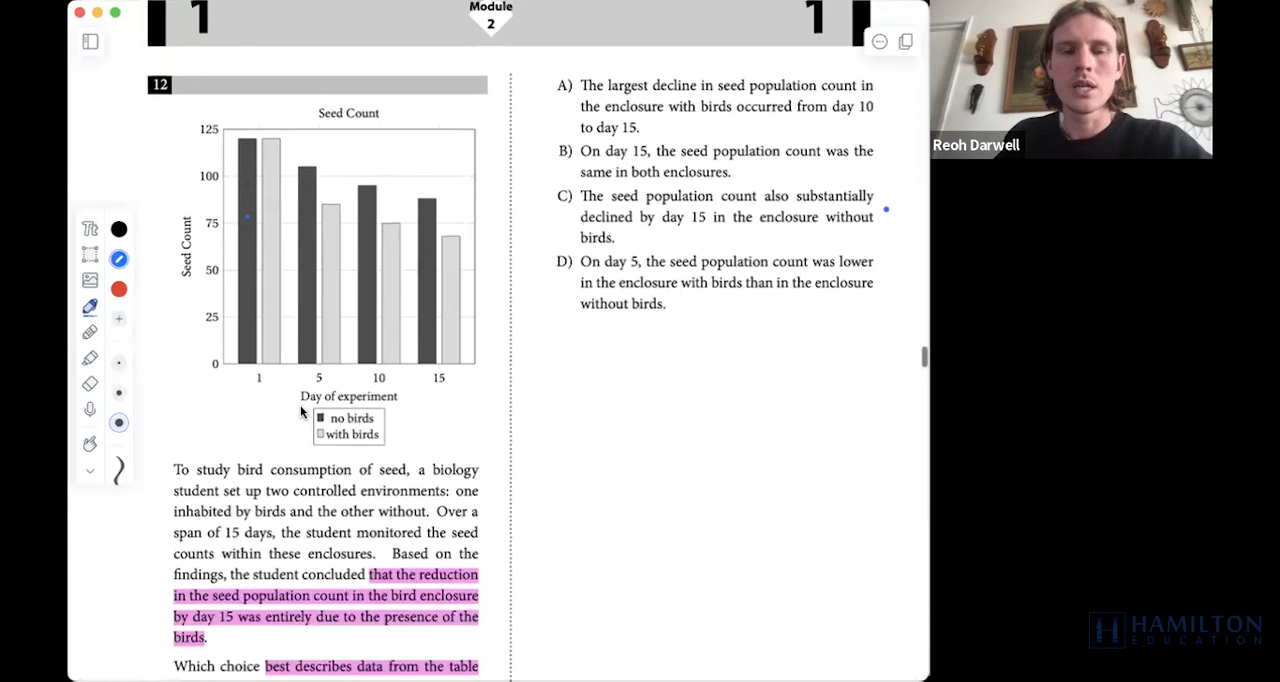 1
Module
2
1
12
Seed Count
125
100
75
50
25
0
Seed Count
1 5 10 15
Day of experiment
no birds
with birds
To study bird consumption of seed, a biology
student set up two controlled environments: one
inhabited by birds and the other without. Over a
span of 15 days, the student monitored the seed
counts within these enclosures. Based on the
findings, the student concluded that the reduction
in the seed population count in the bird enclosure
by day 15 was entirely due to the presence of the
birds.
Which choice best describes data from the table
A) The largest decline in seed population count in
the enclosure with birds occurred from day 10
to day 15.
B) On day 15, the seed population count was the
same in both enclosures.
C) The seed population count also substantially
declined by day 15 in the enclosure without
birds.
D) On day 5, the seed population count was lower
in the enclosure with birds than in the enclosure
without birds.
Tt
Reoh Darwell
H HAMILTON
EDUCATION